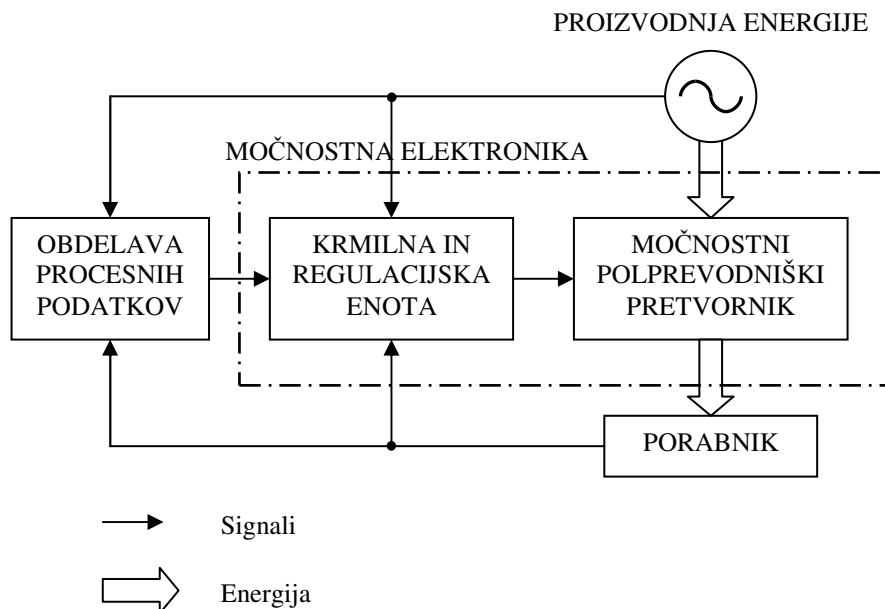 PROIZVODNJA ENERGIJE
MOČNOSTNA ELEKTRONIKA
OBDELAVA
PROCESNIH
PODATKOV
KRMILNA IN
REGULACIJSKA
ENOTA
MOČNOSTNI
POLPREVODNIŠKI
PRETVORNIK
PORABNIK
Signali
Energija